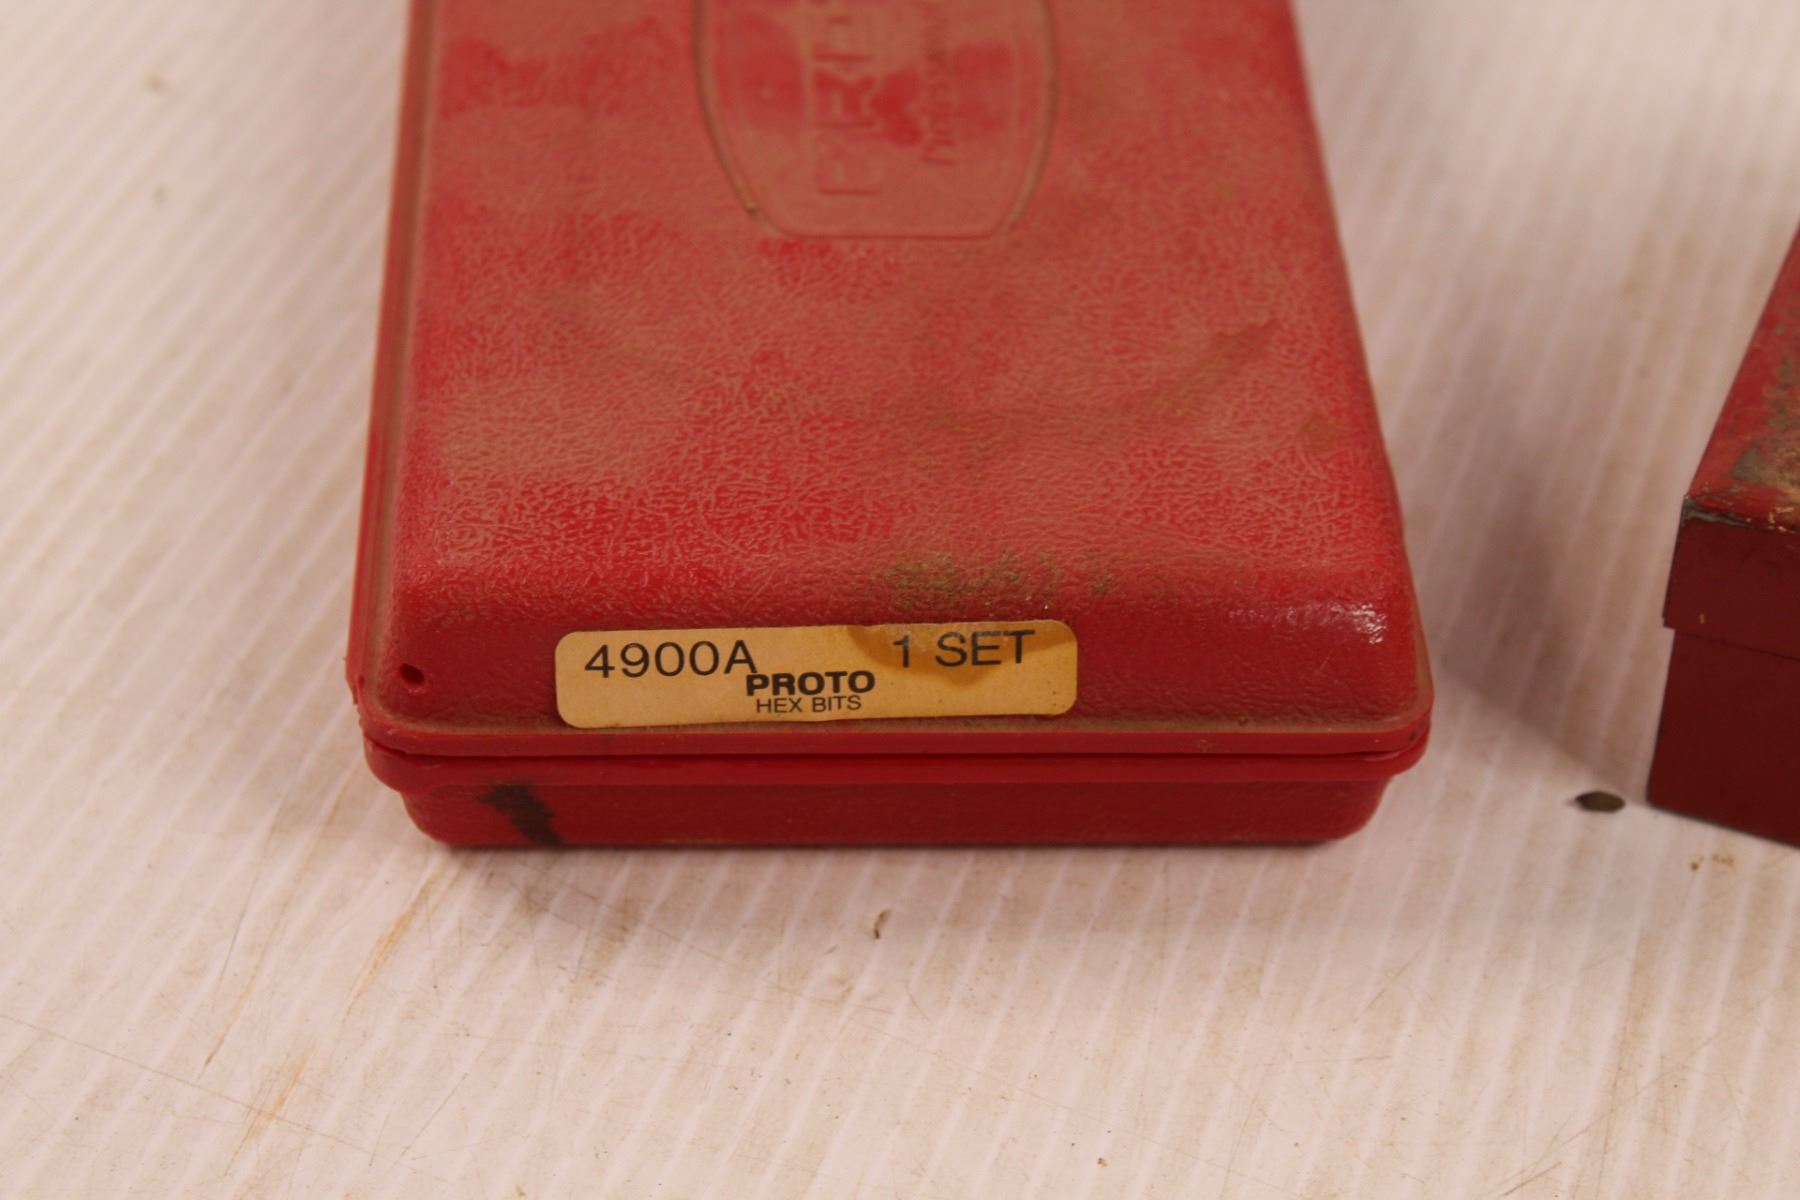 4900A 1 SET
PROTO
HEX BITS